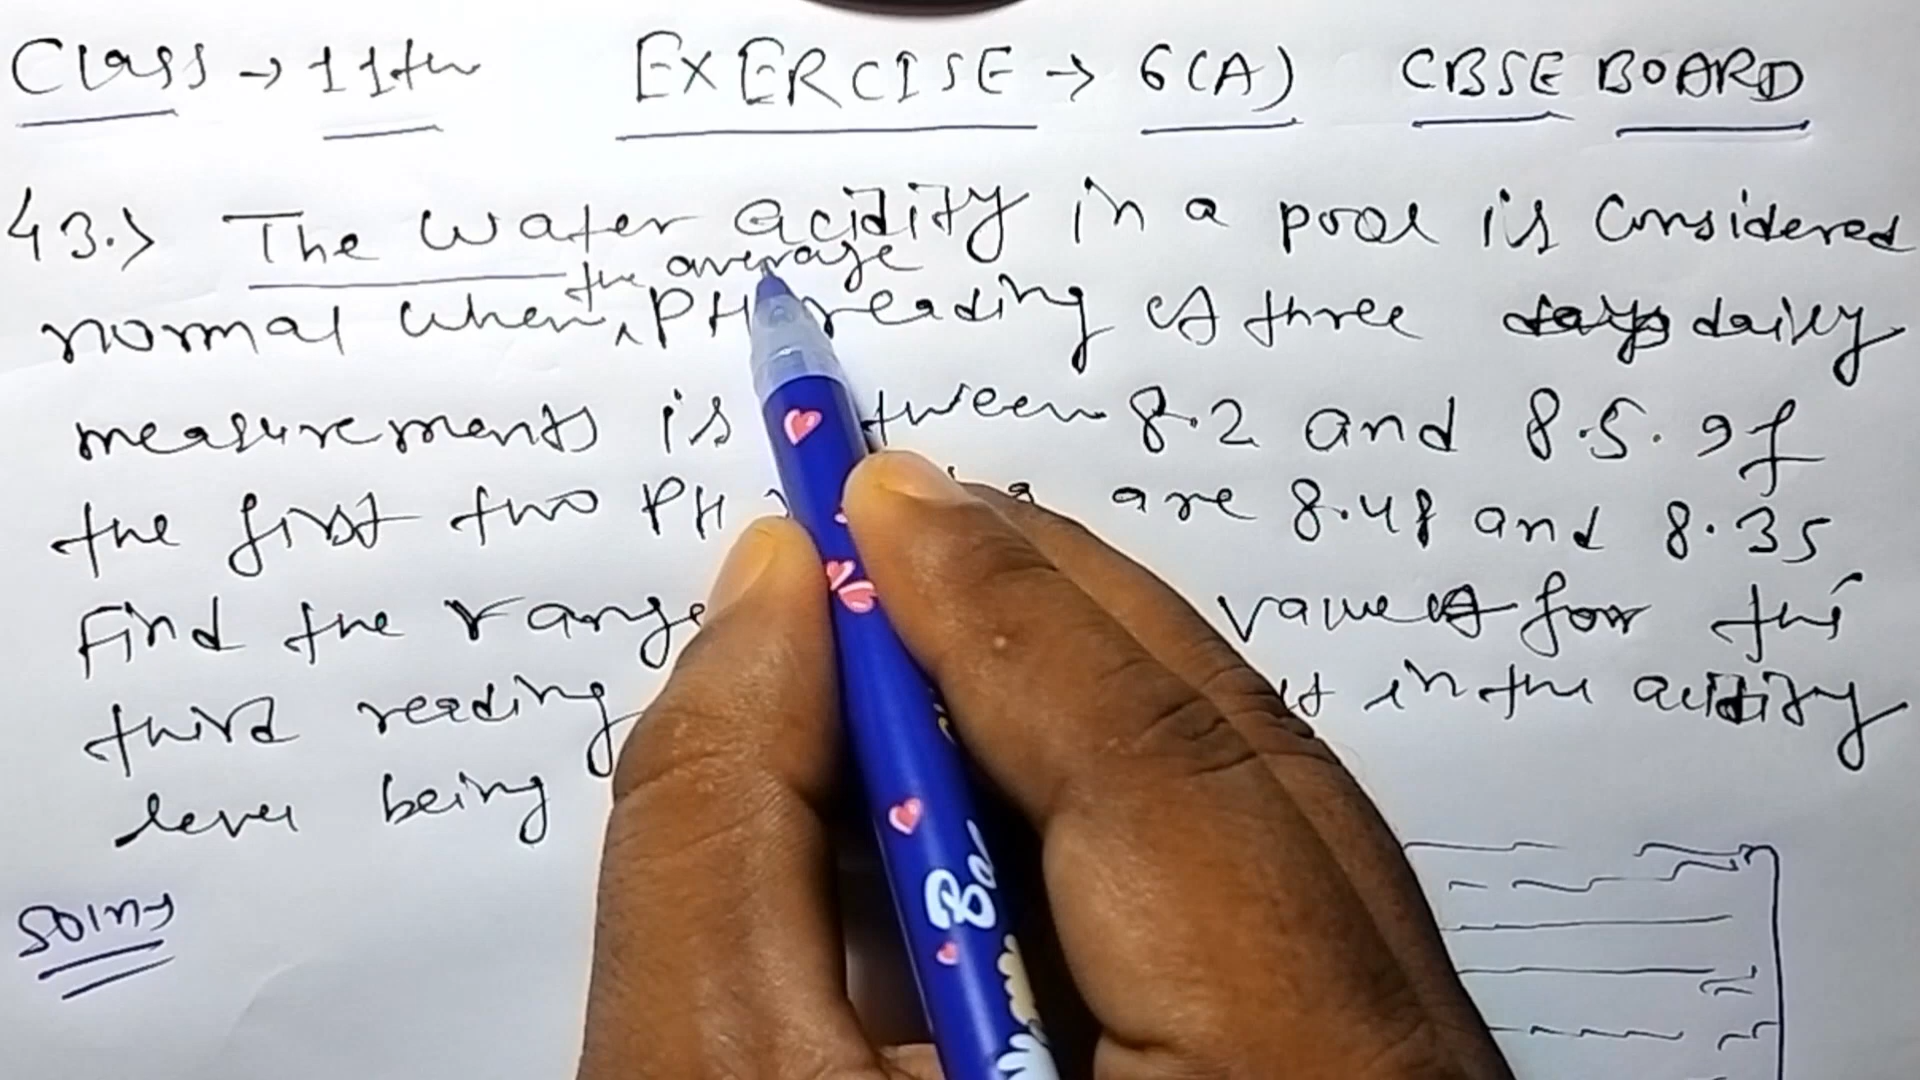 Class → 11th EXERCISE → 6(A) CBSE BOARD
43.> The Water acidity in a pool is Considered
the average
normal when PH reading of three daily
measurements is between 8.2 and 8.5. If
the first two PH are 8.48 and 8.35
Find the range value for the
third reading in the acidity
level being
Soln→
Ba